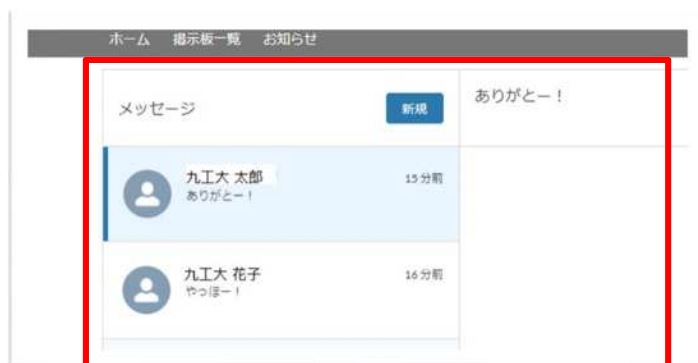 ホーム 掲示板一覧 お知らせ
メッセージ
新規
ありがとー！
九工大 太郎
15 分前
ありがとー！
九工大 花子
16 分前
やっほー！